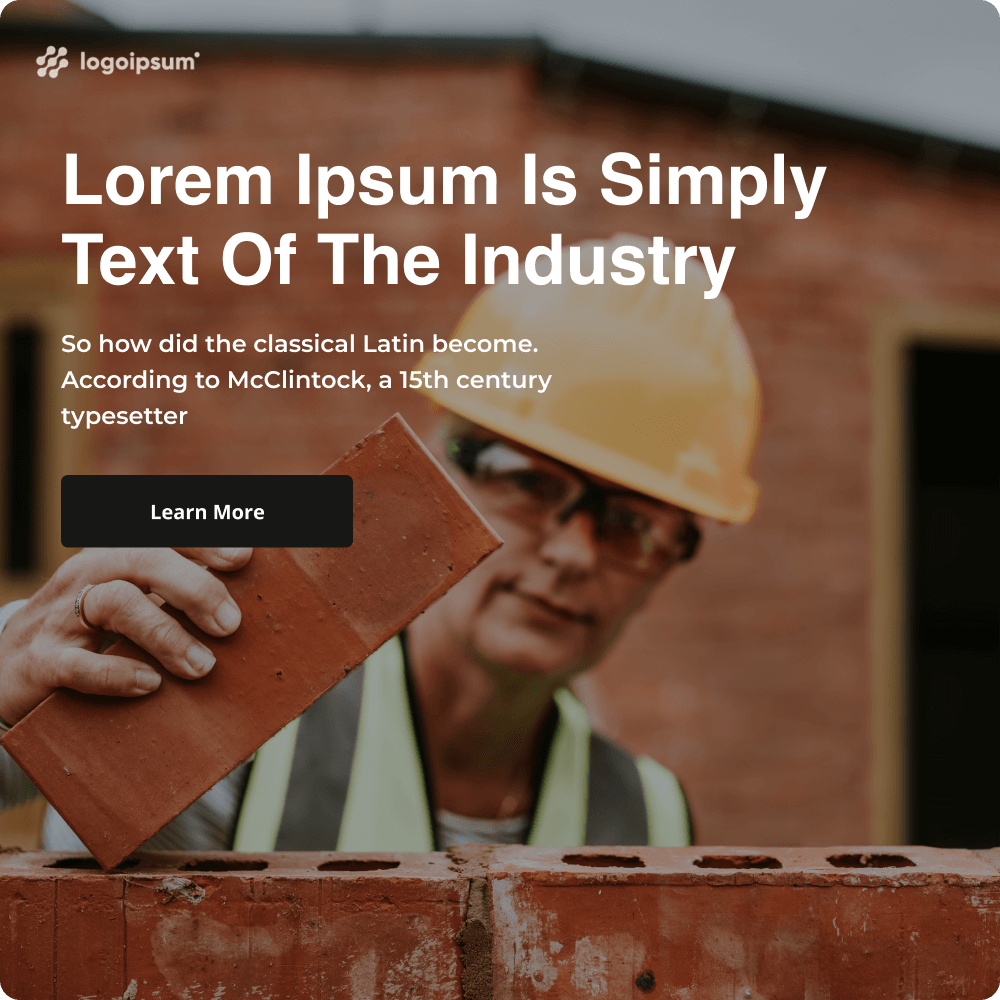 logoipsum
Lorem Ipsum Is Simply
Text Of The Industry
So how did the classical Latin become.
According to McClintock, a 15th century
typesetter
Learn More